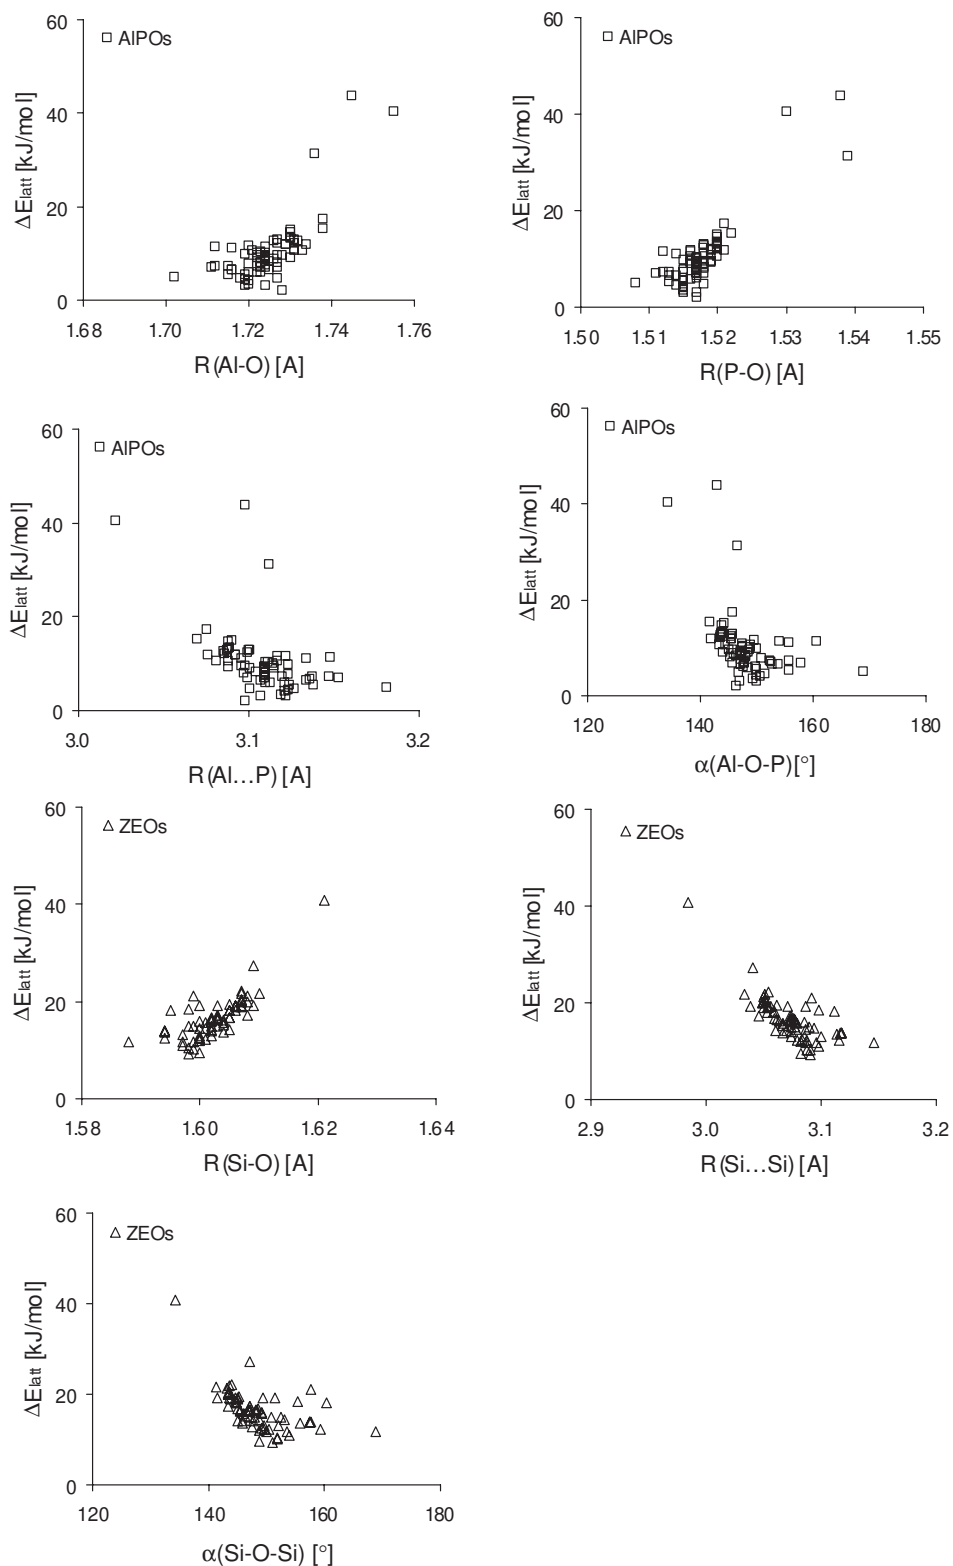 60
AlPOs
40
20
0
ΔElatt [kJ/mol]
1.68 1.70 1.72 1.74 1.76
R(Al-O) [A]
60
AlPOs
40
20
0
ΔElatt [kJ/mol]
1.50 1.51 1.52 1.53 1.54 1.55
R(P-O) [A]
60
AlPOs
40
20
0
ΔElatt [kJ/mol]
3.0 3.1 3.2
R(Al...P) [A]
60
AlPOs
40
20
0
ΔElatt [kJ/mol]
120 140 160 180
α(Al-O-P)[°]
60
ZEOs
40
20
0
ΔElatt [kJ/mol]
1.58 1.60 1.62 1.64
R(Si-O) [A]
60
ZEOs
40
20
0
ΔElatt [kJ/mol]
2.9 3.0 3.1 3.2
R(Si...Si) [A]
60
ZEOs
40
20
0
ΔElatt [kJ/mol]
120 140 160 180
α(Si-O-Si) [°]